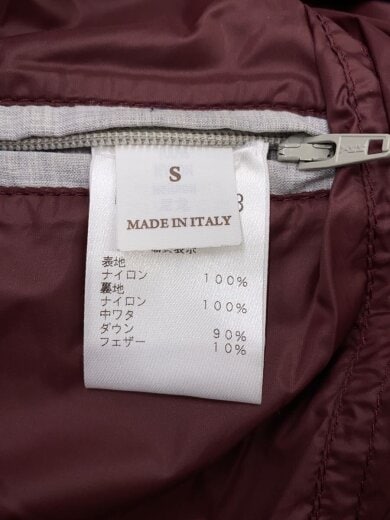 S
MADE IN ITALY
3
表地
ナイロン 100%
裏地
ナイロン 100%
中ワタ
ダウン 90%
フェザー 10%